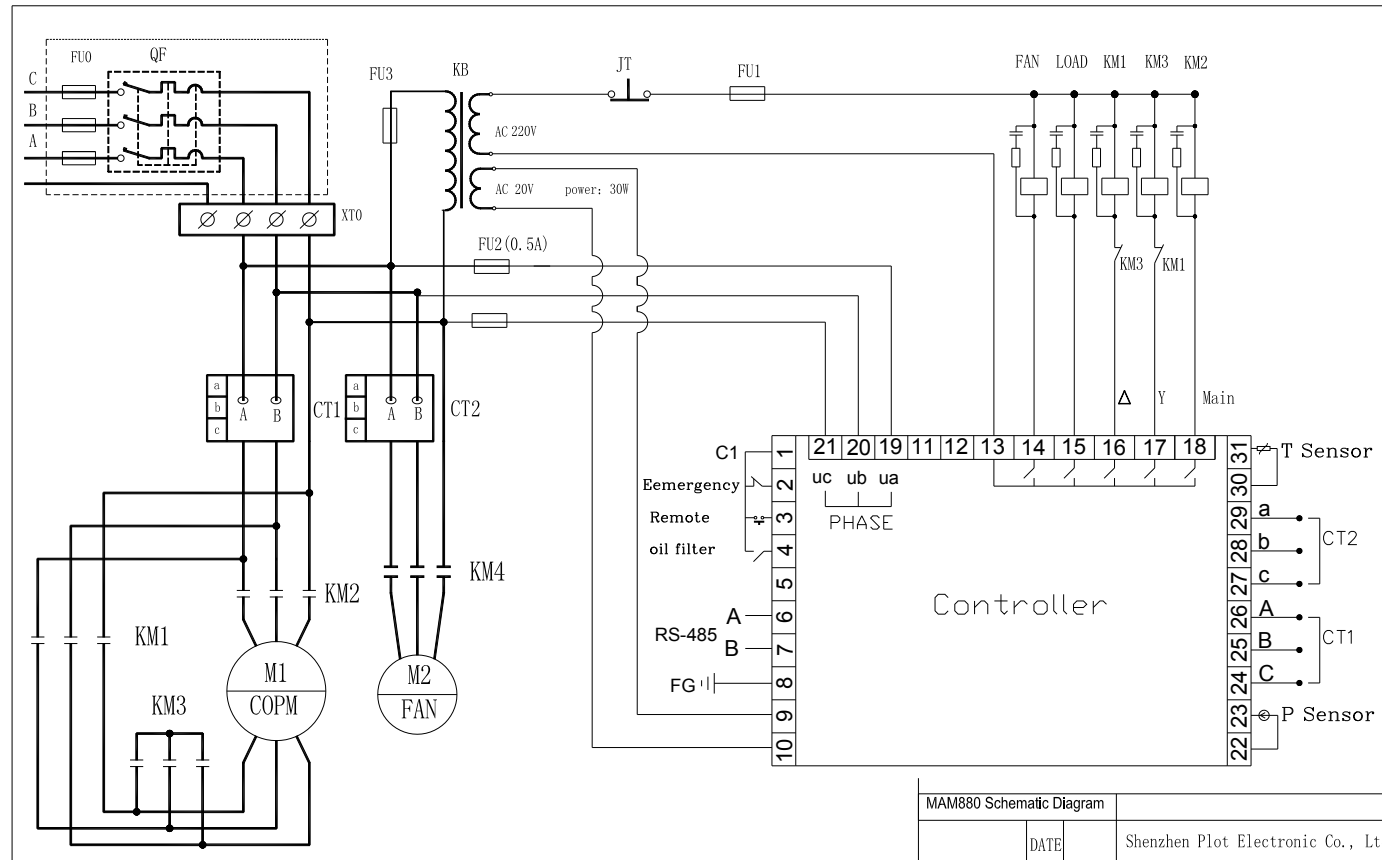 FU0 QF
C
B
A
XT0
FU3
KB
AC 220V
AC 20V
power: 30W
JT
FU1
FAN LOAD KM1 KM3 KM2
KM3 KM1
FU2(0.5A)
a
b
c
A B
CT1
a
b
c
A B
CT2
Δ Y Main
KM2
KM4
KM1
KM3
M1
COPM
M2
FAN
21 20 19 11 12 13 14 15 16 17 18
uc ub ua
PHASE
C1 1
Eemergency 2
Remote 3
oil filter 4
5
RS-485
A 6
B 7
FG 8
9
10
Controller
31 T Sensor
30
29 a
28 b CT2
27 c
26 A
25 B CT1
24 C
23 P Sensor
22
MAM880 Schematic Diagram
DATE
Shenzhen Plot Electronic Co., Lt